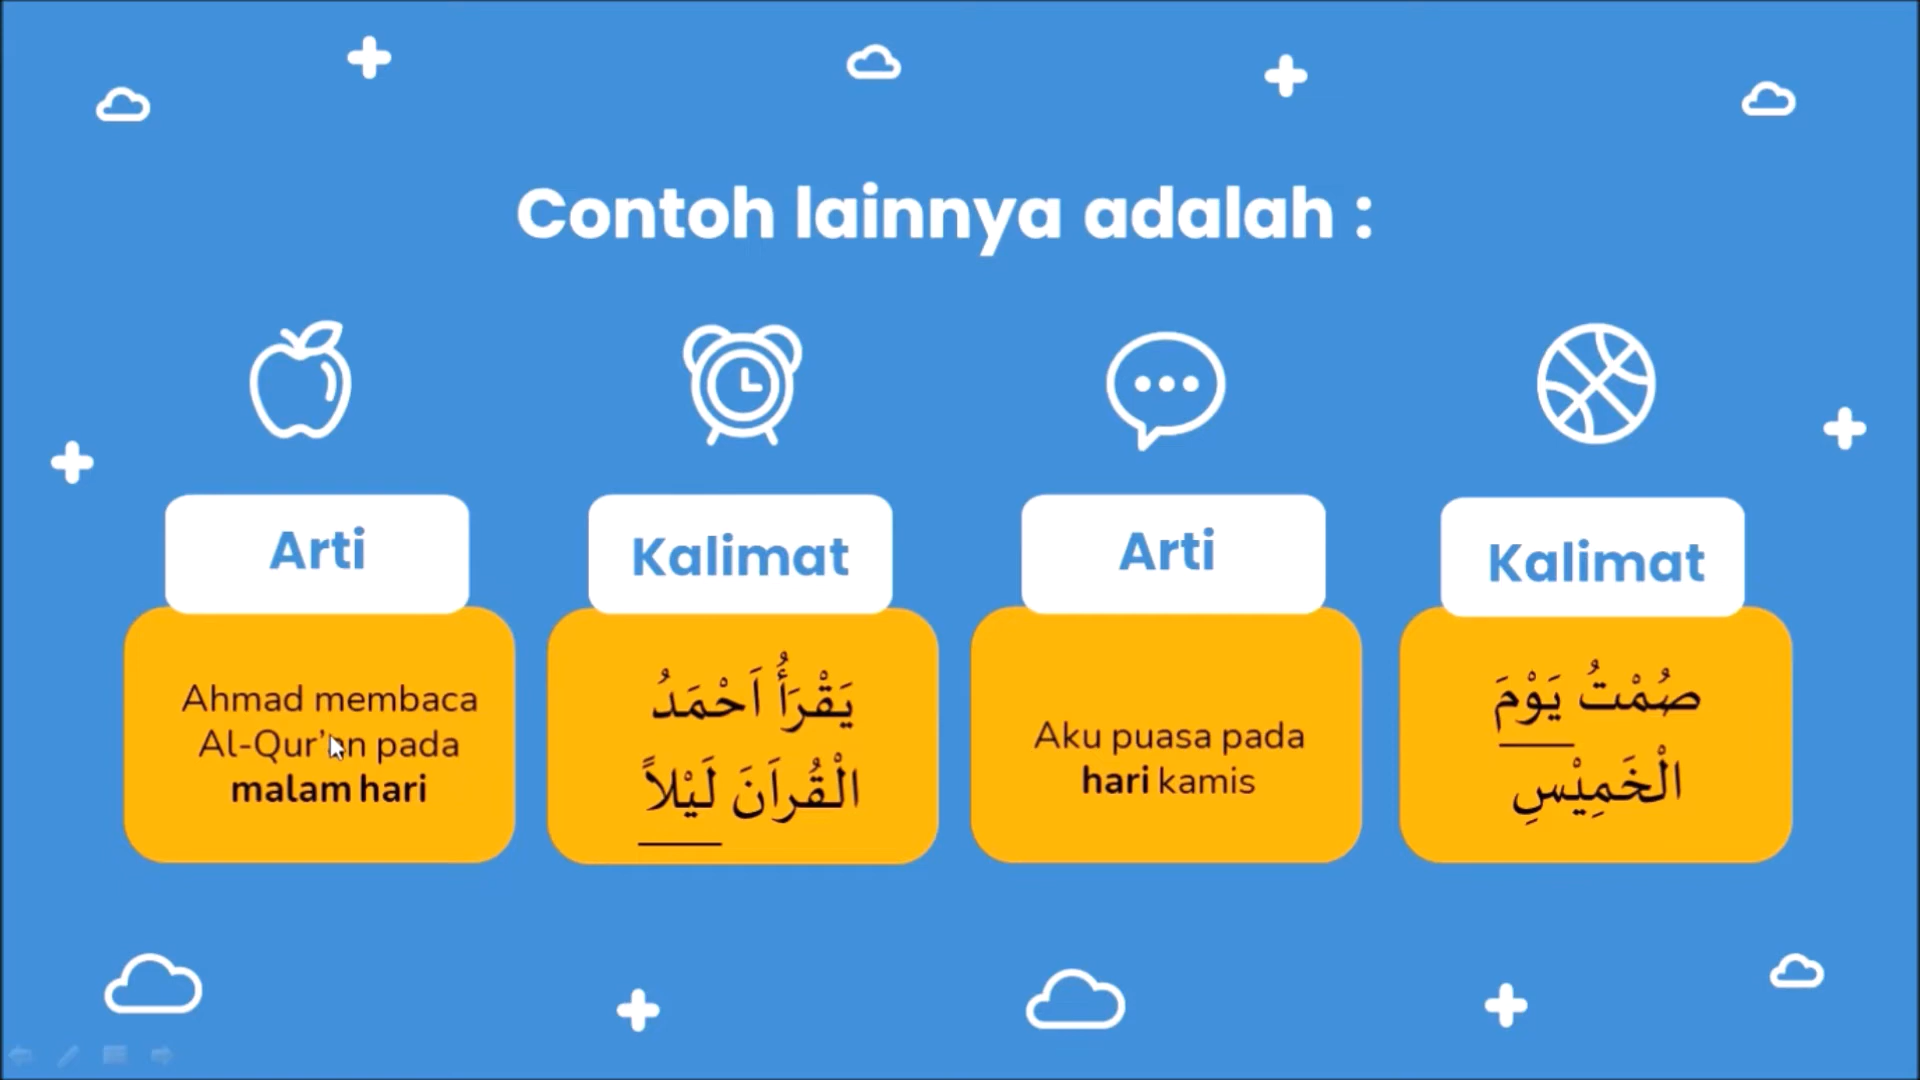 Contoh lainnya adalah :
Arti
Ahmad membaca
Al-Qur'an pada
malam hari
Kalimat
يَقْرَأُ اَحْمَدُ
الْقُراَنَ لَيْلاً
Arti
Aku puasa pada
hari kamis
Kalimat
صُمْتُ يَوْمَ
الْخَمِيْسِ